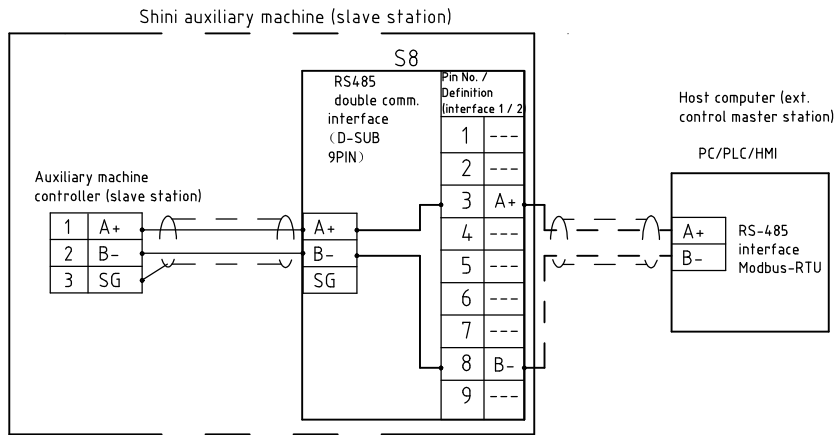 Shini auxiliary machine (slave station)
S8
RS485
double comm.
interface
(D-SUB
9PIN)
Pin No. /
Definition
(interface 1 / 2)
1 ---
2 ---
3 A+
4 ---
5 ---
6 ---
7 ---
8 B-
9 ---
Auxiliary machine
controller (slave station)
1 A+
2 B-
3 SG
A+
B-
SG
Host computer (ext.
control master station)
PC/PLC/HMI
A+
B-
RS-485
interface
Modbus-RTU